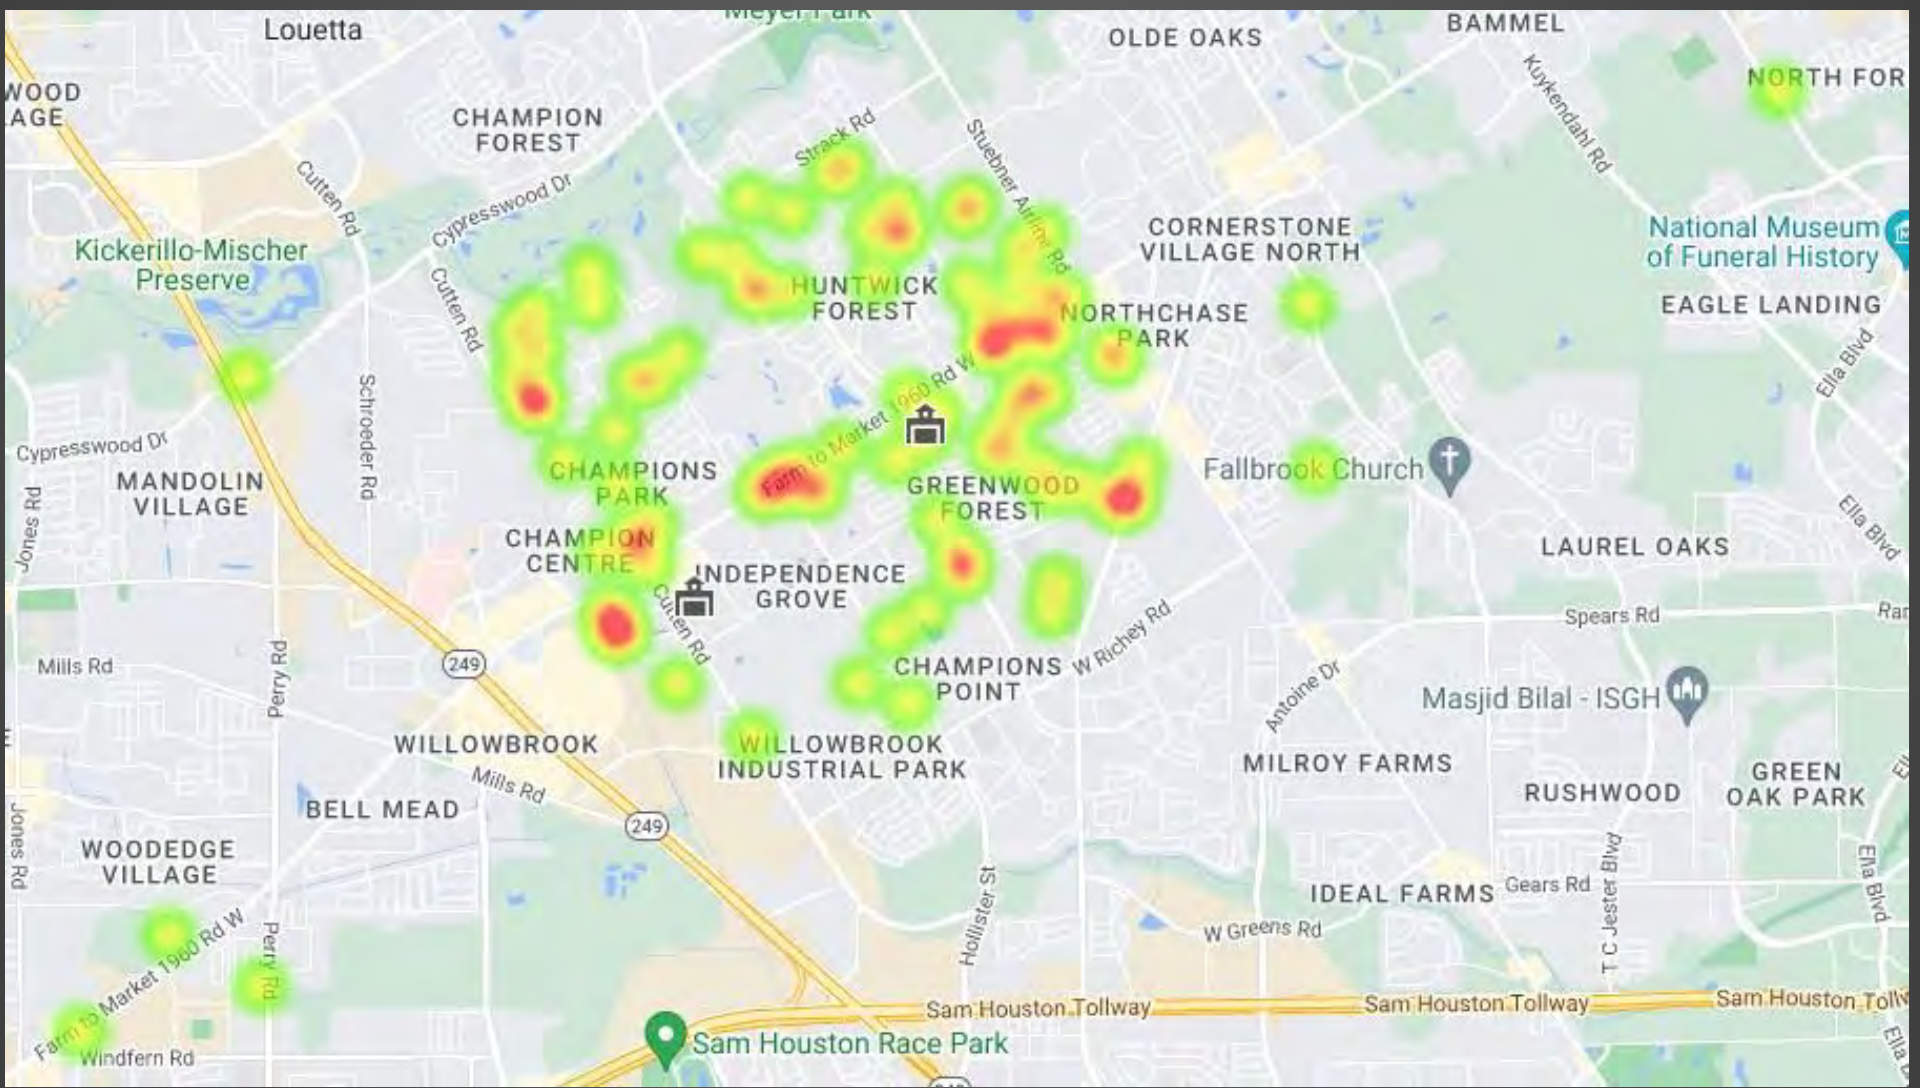 Meyer Park
Louetta
OLDE OAKS
BAMMEL
WOOD
LAGE
NORTH FOR
CHAMPION
FOREST
Strack Rd
Stuebner Airline Rd
Kuykendahl Rd
Cutten Rd
Cypresswood Dr
Kickerillo-Mischer
Preserve
CORNERSTONE
VILLAGE NORTH
National Museum
of Funeral History
Cutten Rd
HUNTWICK
FOREST
NORTHCHASE
PARK
EAGLE LANDING
Ella Blvd
Schroeder Rd
Farm to Market 1960 Rd W
Cypresswood Dr
MANDOLIN
VILLAGE
Jones Rd
CHAMPIONS
PARK
GREENWOOD
FOREST
Fallbrook Church
Ella Blvd
CHAMPION
CENTRE
INDEPENDENCE
GROVE
LAUREL OAKS
Cutten Rd
Spears Rd
Ran
Mills Rd
Perry Rd
249
CHAMPIONS
POINT
W Richey Rd
Antoine Dr
Masjid Bilal - ISGH
WILLOWBROOK
Mills Rd
WILLOWBROOK
INDUSTRIAL PARK
MILROY FARMS
RUSHWOOD
GREEN
OAK PARK
BELL MEAD
249
Jones Rd
WOODEDGE
VILLAGE
Hollister St
IDEAL FARMS
Gears Rd
T C Jester Blvd
Ella Blvd
W Greens Rd
Farm to Market 1960 Rd W
Perry Rd
Sam Houston Tollway
Sam Houston Tollway
Sam Houston Tollw
Sam Houston Race Park
Windfern Rd
Ella